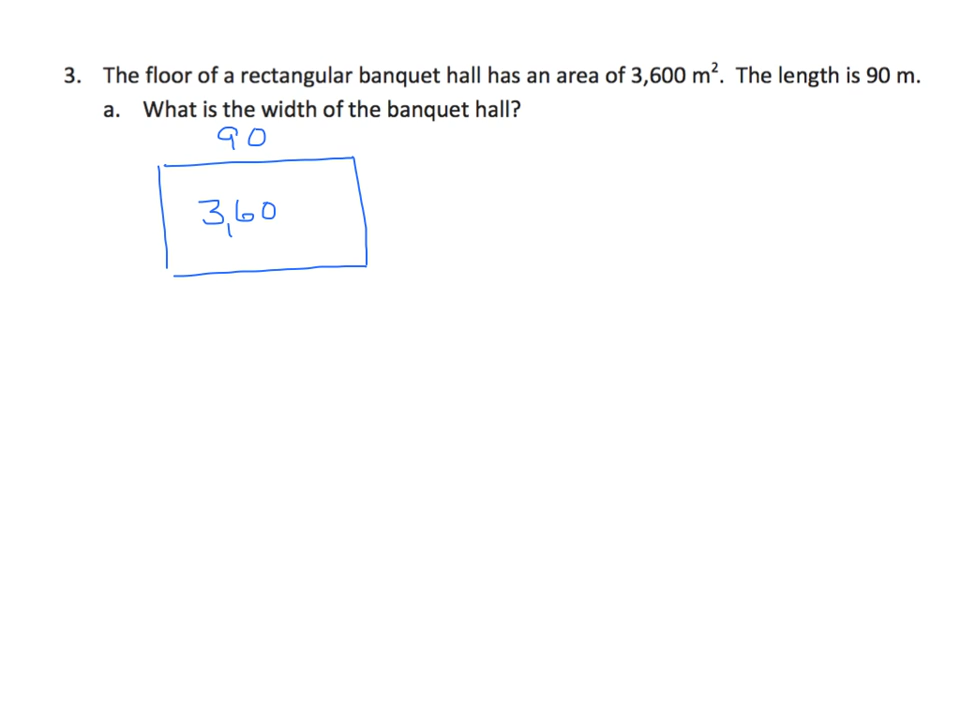 3. The floor of a rectangular banquet hall has an area of 3,600 m². The length is 90 m.
a. What is the width of the banquet hall?
90
3,60